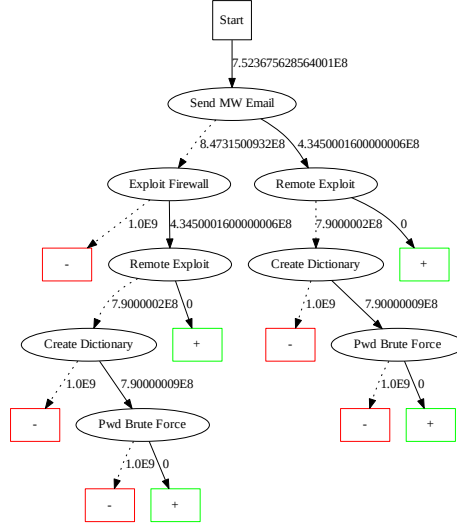 Start
7.523675628564001E8
Send MW Email
8.4731500932E8
4.3450001600000006E8
Exploit Firewall
Remote Exploit
1.0E9
4.3450001600000006E8
7.9000002E8
0
-
Remote Exploit
Create Dictionary
+
7.9000002E8
0
1.0E9
7.90000009E8
Create Dictionary
+
-
Pwd Brute Force
1.0E9
7.90000009E8
1.0E9
0
-
Pwd Brute Force
-
+
1.0E9
0
-
+